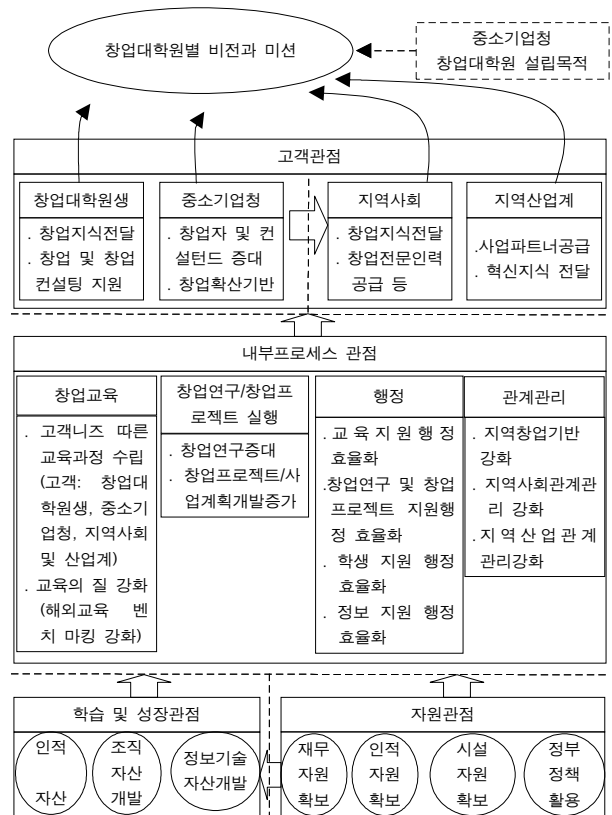 창업대학원별 비전과 미션
중소기업청
창업대학원 설립목적
고객관점
창업대학원생
. 창업지식전달
. 창업 및 창업
컨설팅 지원
중소기업청
. 창업자 및 컨
설턴드 증대
. 창업확산기반
지역사회
. 창업지식전달
. 창업전문인력
공급 등
지역산업계
.사업파트너공급
. 혁신지식 전달
내부프로세스 관점
창업교육
. 고객니즈 따른
교육과정 수립
(고객: 창업대
학원생, 중소기
업청, 지역사회
및 산업계)
. 교육의 질 강화
(해외교육 벤
치 마킹 강화)
창업연구/창업프
로젝트 실행
. 창업연구증대
. 창업프로젝트/사
업계획개발증가
행정
. 교육지원행정
효율화
.창업연구 및 창업
프로젝트 지원행
정 효율화
. 학생 지원 행정
효율화
. 정보 지원 행정
효율화
관계관리
. 지역창업기반
강화
. 지역사회관계관
리 강화
. 지역산업관계
관리강화
학습 및 성장관점
인적
자산
조직
자산
개발
정보기술
자산개발
자원관점
재무
자원
확보
인적
자원
확보
시설
자원
확보
정부
정책
활용